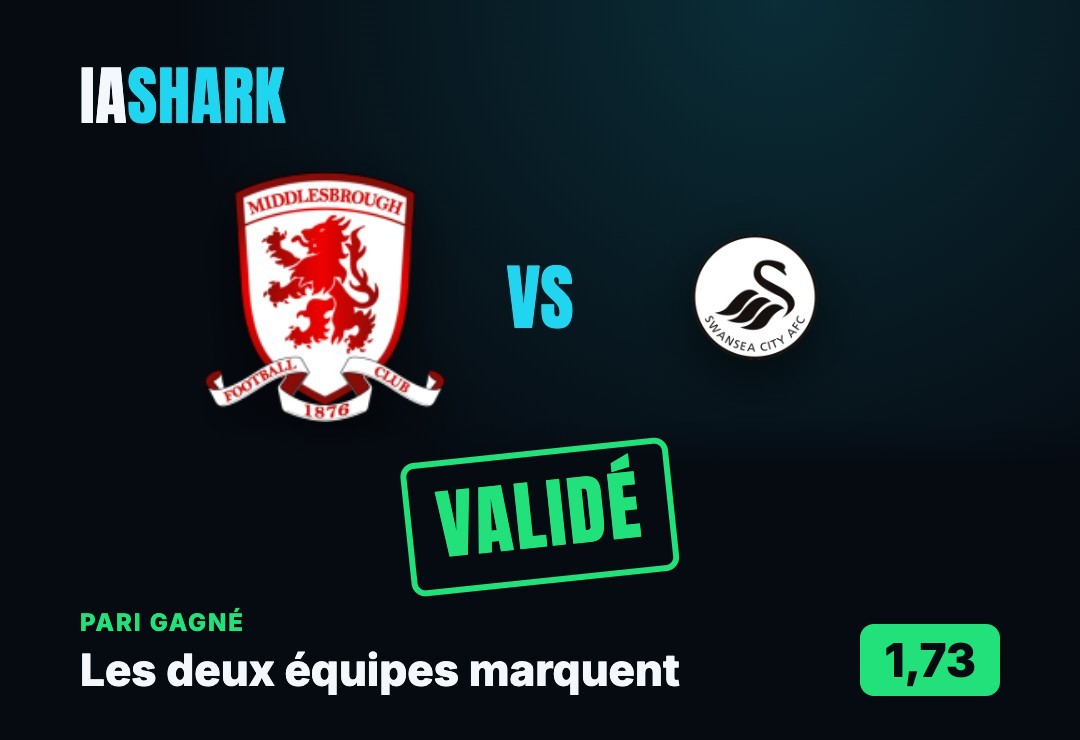 IASHARK
MIDDLESBROUGH
FOOTBALL CLUB
1876
VS
SWANSEA CITY AFC
VALIDÉ
PARI GAGNÉ
Les deux équipes marquent
1,73